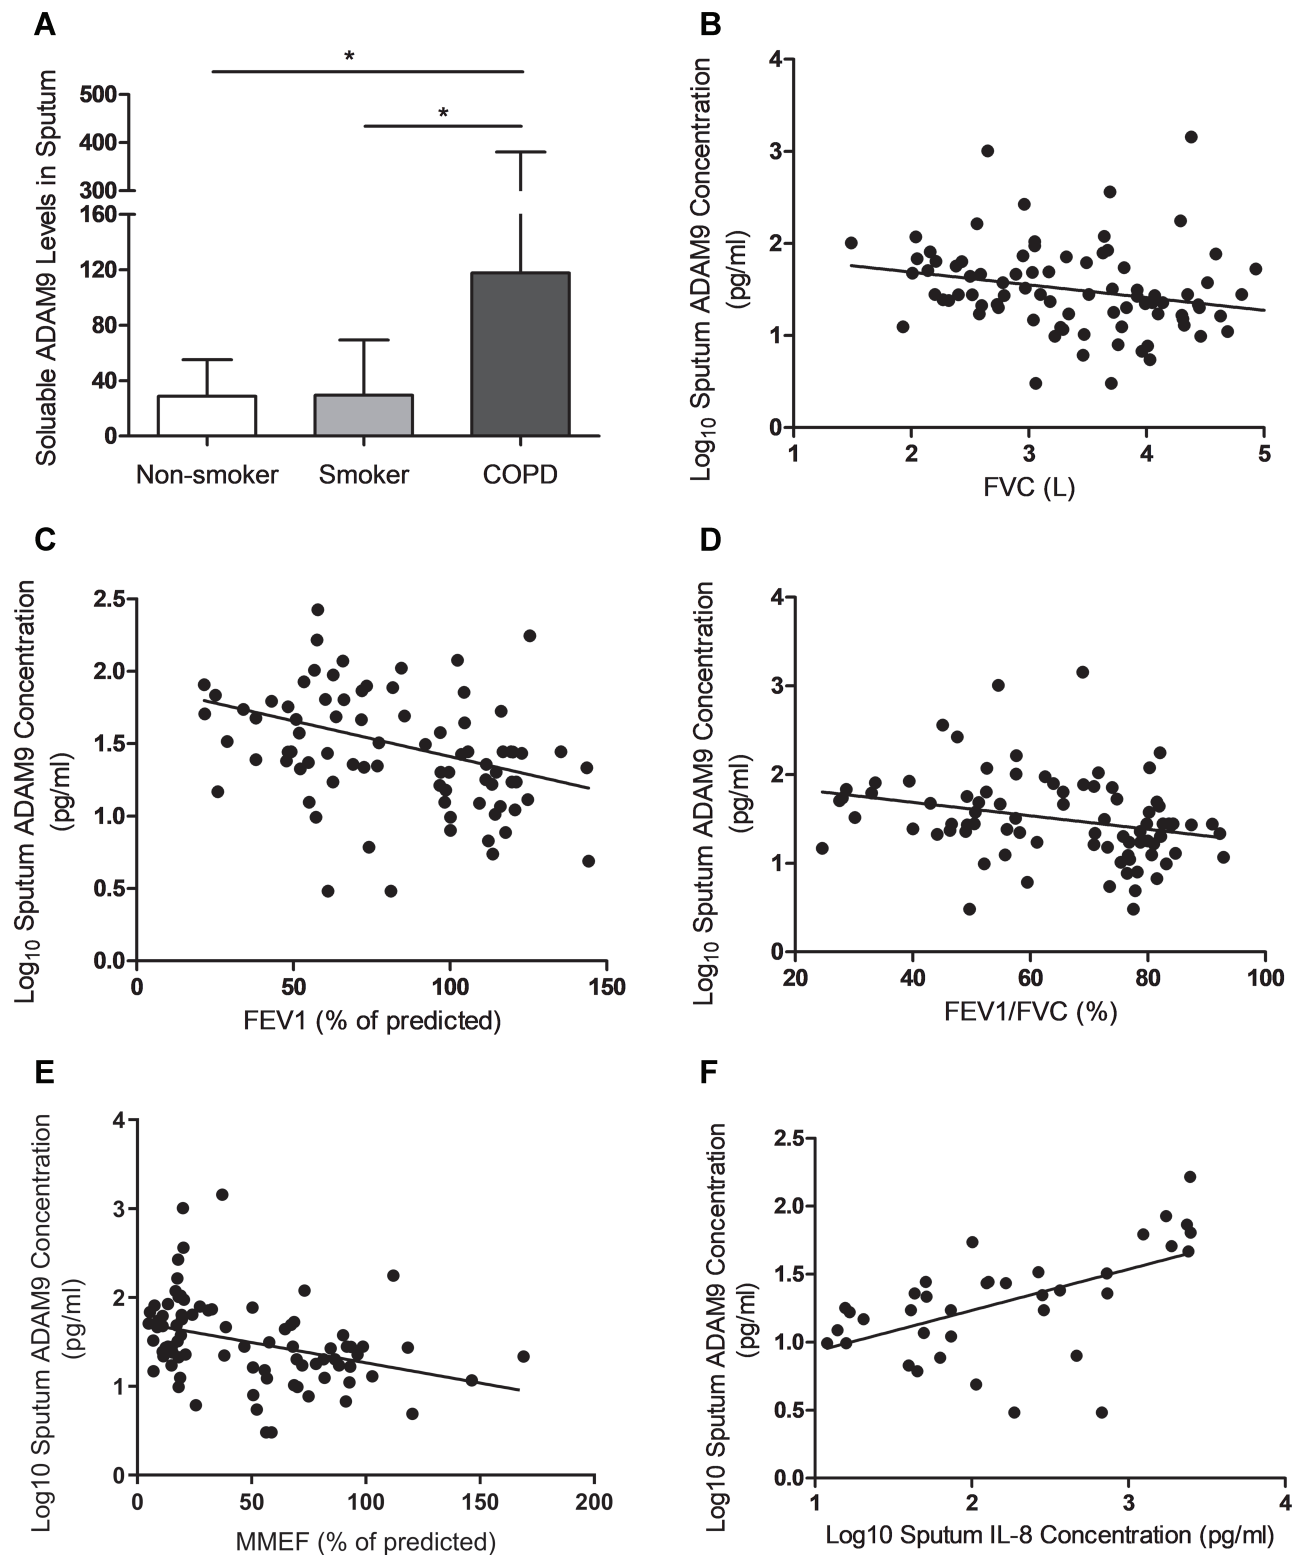 A
*
*
Soluable ADAM9 Levels in Sputum
500
400
300
160
120
80
40
0
Non-smoker Smoker COPD
B
Log10 Sputum ADAM9 Concentration
(pg/ml)
4
3
2
1
0
1 2 3 4 5
FVC (L)
C
Log10 Sputum ADAM9 Concentration
(pg/ml)
2.5
2.0
1.5
1.0
0.5
0.0
0 50 100 150
FEV1 (% of predicted)
D
Log10 Sputum ADAM9 Concentration
(pg/ml)
4
3
2
1
0
20 40 60 80 100
FEV1/FVC (%)
E
Log10 Sputum ADAM9 Concentration
(pg/ml)
4
3
2
1
0
0 50 100 150 200
MMEF (% of predicted)
F
Log10 Sputum ADAM9 Concentration
(pg/ml)
2.5
2.0
1.5
1.0
0.5
0.0
1 2 3 4
Log10 Sputum IL-8 Concentration (pg/ml)